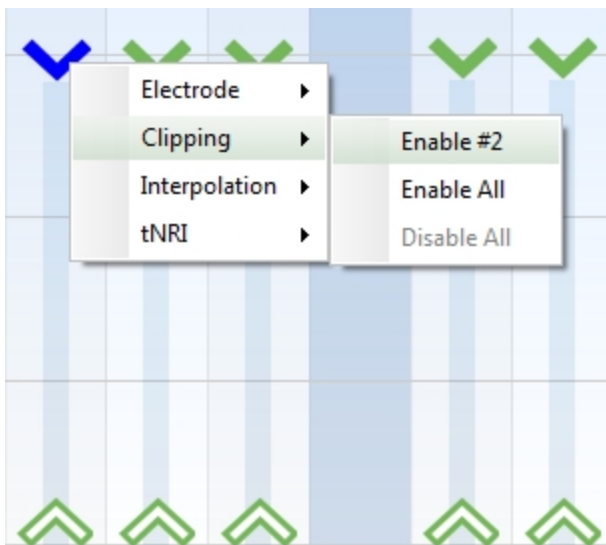 Electrode
Clipping
Enable #2
Interpolation
Enable All
tNRI
Disable All